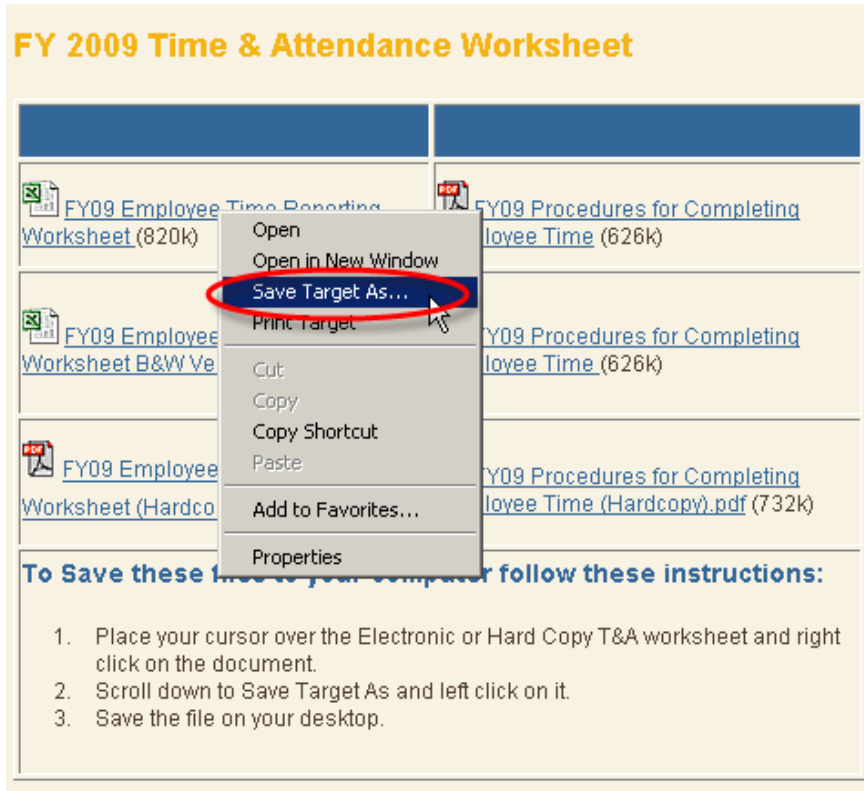 FY 2009 Time & Attendance Worksheet
FY09 Employee Time Reporting
Worksheet (820k)
FY09 Procedures for Completing
loyee Time (626k)
Open
Open in New Window
Save Target As...
Print Target
Cut
Copy
Copy Shortcut
Paste
Add to Favorites...
Properties
FY09 Employee
Worksheet B&W Ve
Y09 Procedures for Completing
loyee Time (626k)
FY09 Employee
Worksheet (Hardco
Y09 Procedures for Completing
loyee Time (Hardcopy).pdf (732k)
To Save these files to your computer follow these instructions:
1. Place your cursor over the Electronic or Hard Copy T&A worksheet and right
click on the document.
2. Scroll down to Save Target As and left click on it.
3. Save the file on your desktop.